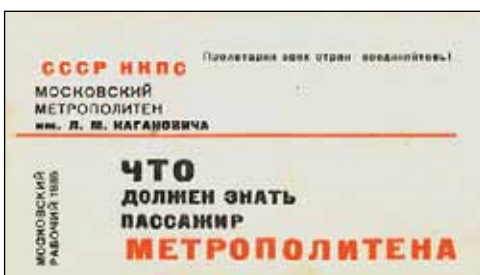 СССР НКПС
Пролетарии всех стран соединяйтесь!
МОСКОВСКИЙ
МЕТРОПОЛИТЕН
им. Л. М. КАГАНОВИЧА
МОСКОВСКИЙ
РАБОЧИЙ 1935
ЧТО
ДОЛЖЕН ЗНАТЬ
ПАССАЖИР
МЕТРОПОЛИТЕНА